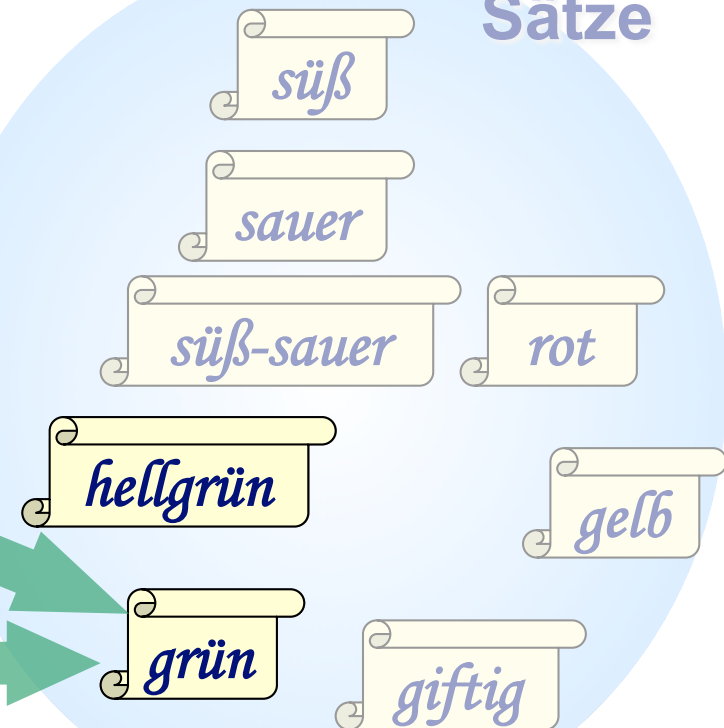 Sätze
süß
sauer
süß-sauer
rot
hellgrün
gelb
grün
giftig